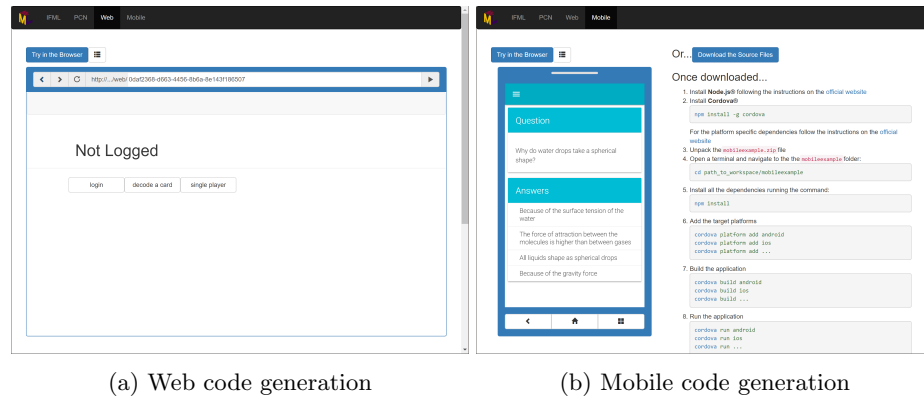 IFML PCN Web Mobile
Try in the Browser
http://.../web/ 0daf2368-d663-4456-8b6a-8e143f186507
Not Logged
login decode a card single player
(a) Web code generation
IFML PCN Web Mobile
Try in the Browser
Question
Why do water drops take a spherical
shape?
Answers
Because of the surface tension of the
water
The force of attraction between the
molecules is higher than between gases
All liquids shape as spherical drops
Because of the gravity force
Or... Download the Source Files
Once downloaded...
1. Install Node.js® following the instructions on the official website
2. Install Cordova®
npm install -g cordova
For the platform specific dependencies follow the instructions on the official
website
3. Unpack the mobileexample.zip file
4. Open a terminal and navigate to the the mobileexample folder:
cd path_to_workspace/mobileexample
5. Install all the dependencies running the command:
npm install
6. Add the target platforms
cordova platform add android
cordova platform add ios
cordova platform add ...
7. Build the application
cordova build android
cordova build ios
cordova build ...
8. Run the application
cordova run android
cordova run ios
cordova run ...
(b) Mobile code generation